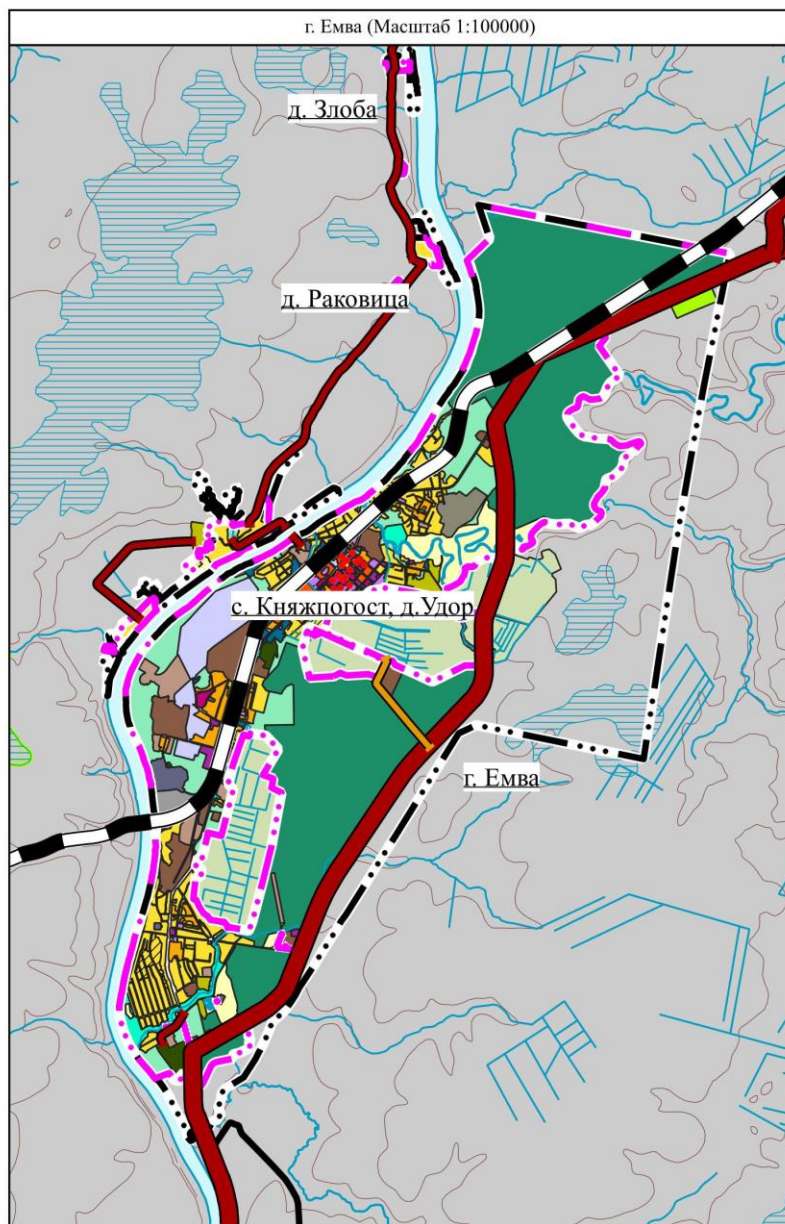 г. Емва (Масштаб 1:100000)
д. Злоба
д. Раковица
с. Княжпогост, д.Удор
г. Емва